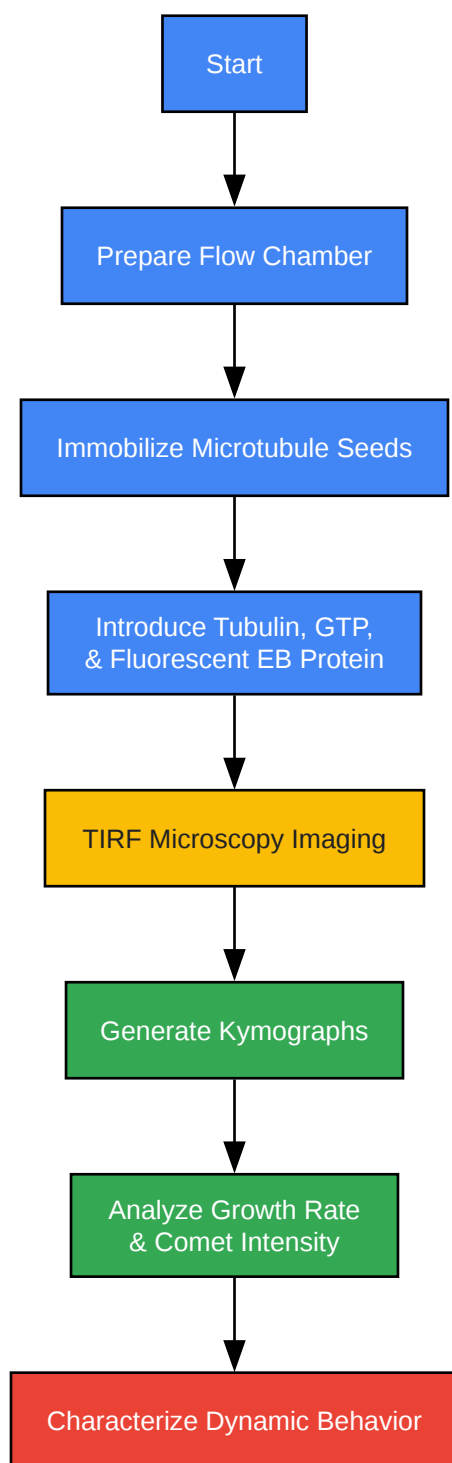 Start
Prepare Flow Chamber
Immobilize Microtubule Seeds
Introduce Tubulin, GTP,
& Fluorescent EB Protein
TIRF Microscopy Imaging
Generate Kymographs
Analyze Growth Rate
& Comet Intensity
Characterize Dynamic Behavior